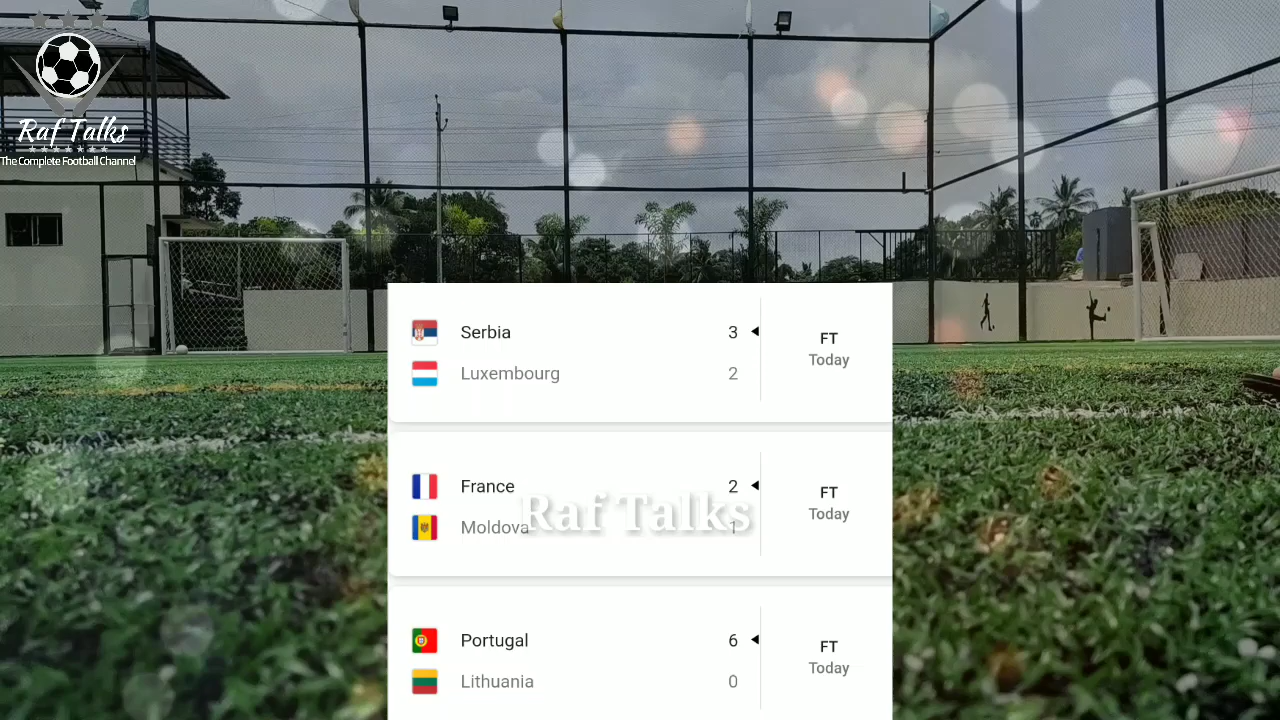 Raf Talks
The Complete Football Channel
Serbia 3
Luxembourg 2
FT
Today
France 2
Moldova 1
FT
Today
Raf Talks
Portugal 6
Lithuania 0
FT
Today